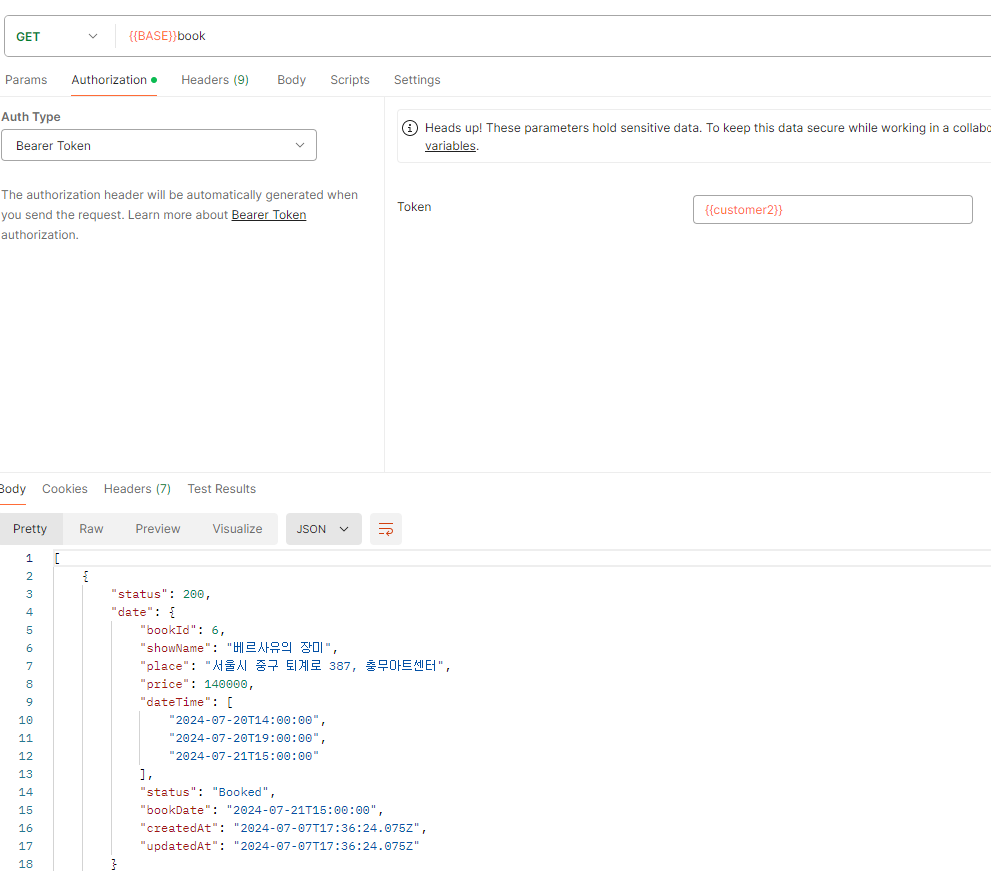 GET {{BASE}}book
Params Authorization Headers (9) Body Scripts Settings
Auth Type
Bearer Token
The authorization header will be automatically generated when
you send the request. Learn more about Bearer Token
authorization.
Heads up! These parameters hold sensitive data. To keep this data secure while working in a collabo
variables.
Token {{customer2}}
Body Cookies Headers (7) Test Results
Pretty Raw Preview Visualize JSON
1 [
2 {
3 "status": 200,
4 "date": {
5 "bookId": 6,
6 "showName": "베르사유의 장미",
7 "place": "서울시 중구 퇴계로 387, 충무아트센터",
8 "price": 140000,
9 "dateTime": [
10 "2024-07-20T14:00:00",
11 "2024-07-20T19:00:00",
12 "2024-07-21T15:00:00"
13 ],
14 "status": "Booked",
15 "bookDate": "2024-07-21T15:00:00",
16 "createdAt": "2024-07-07T17:36:24.075Z",
17 "updatedAt": "2024-07-07T17:36:24.075Z"
18 }